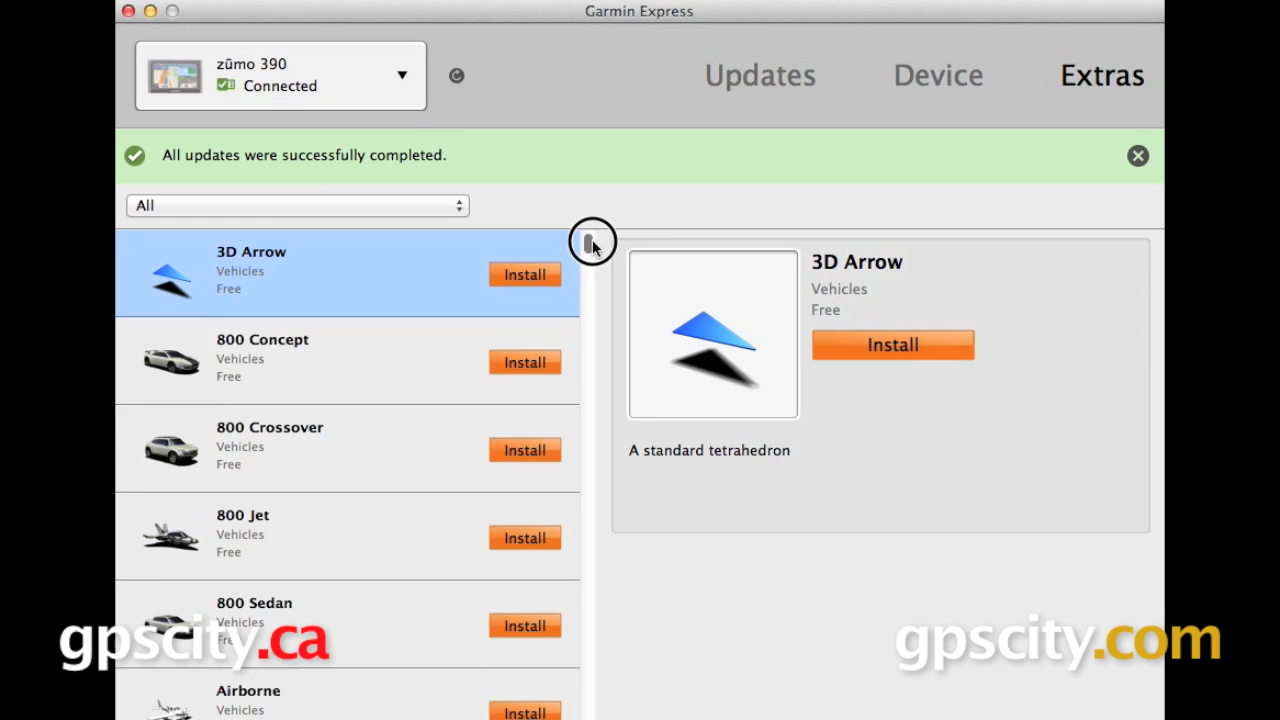 Garmin Express
zūmo 390
Connected
Updates
Device
Extras
All updates were successfully completed.
All
3D Arrow
Vehicles
Free
Install
800 Concept
Vehicles
Free
Install
800 Crossover
Vehicles
Free
Install
800 Jet
Vehicles
Free
Install
800 Sedan
Vehicles
Free
Install
Airborne
Vehicles
Install
3D Arrow
Vehicles
Free
Install
A standard tetrahedron
gpscity.ca
gpscity.com